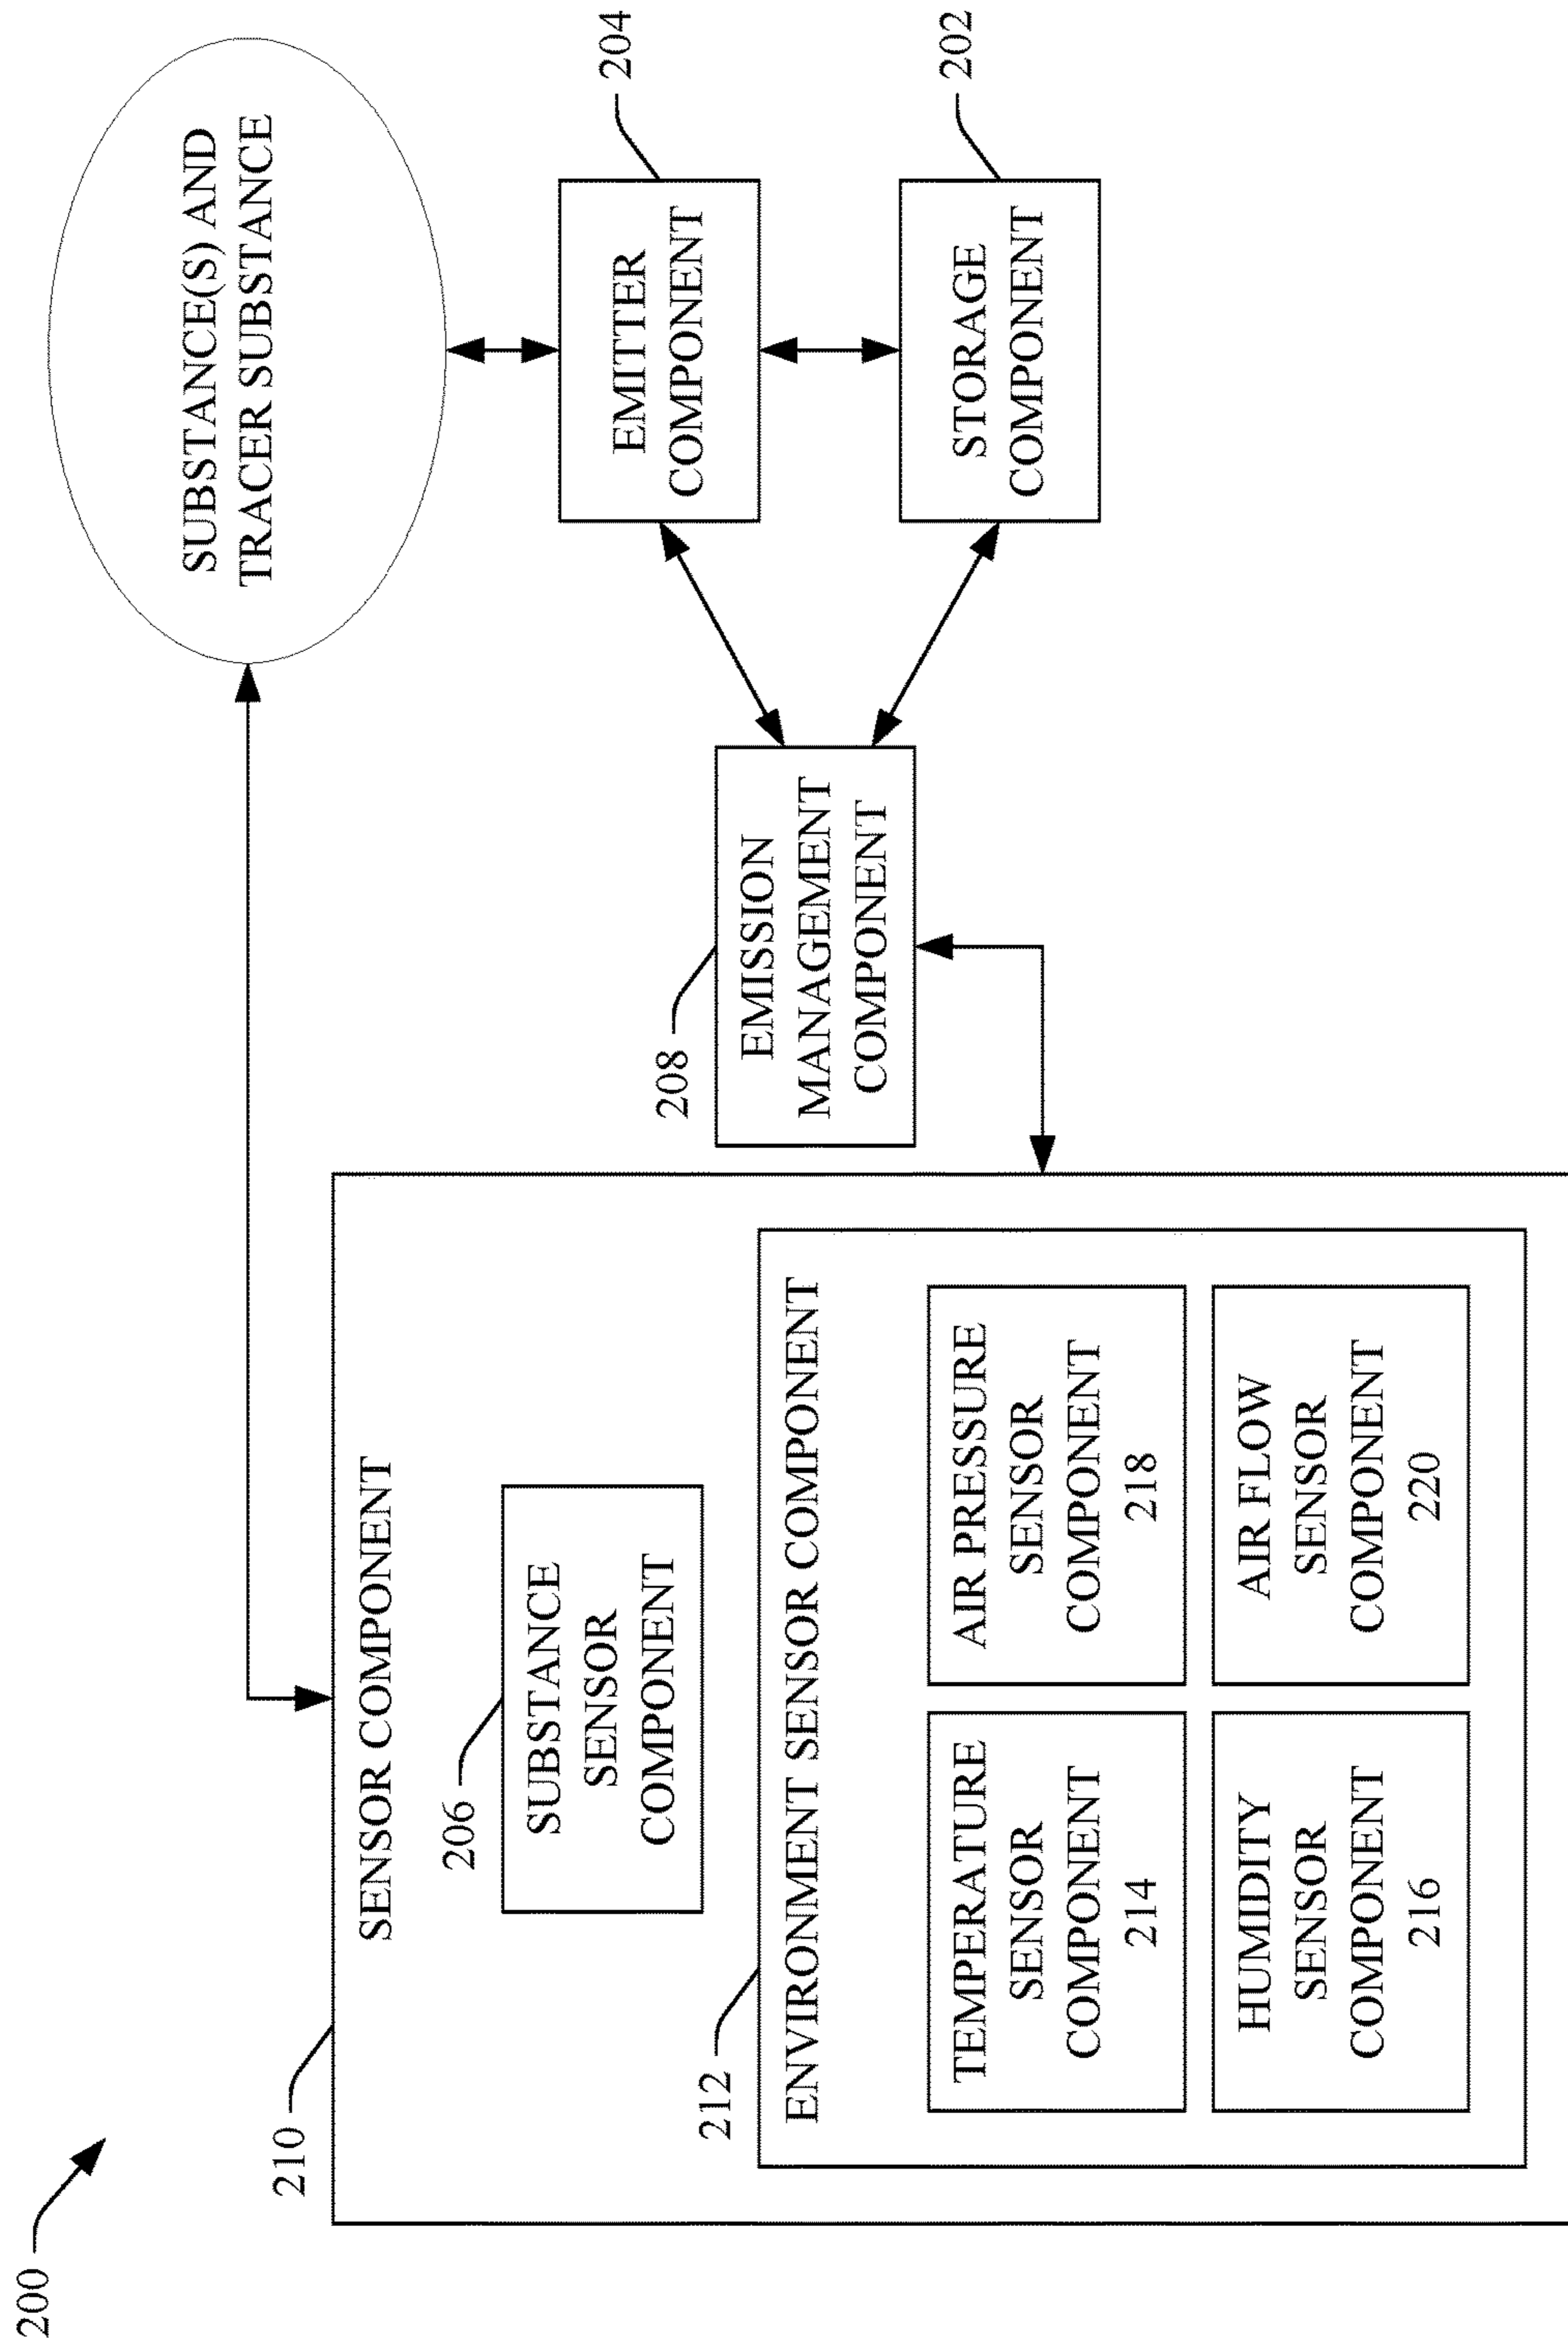 200
210
SENSOR COMPONENT
206
SUBSTANCE
SENSOR
COMPONENT
212
ENVIRONMENT SENSOR COMPONENT
TEMPERATURE
SENSOR
COMPONENT
214
AIR PRESSURE
SENSOR
COMPONENT
218
HUMIDITY
SENSOR
COMPONENT
216
AIR FLOW
SENSOR
COMPONENT
220
208
EMISSION
MANAGEMENT
COMPONENT
SUBSTANCE(S) AND
TRACER SUBSTANCE
204
EMITTER
COMPONENT
202
STORAGE
COMPONENT